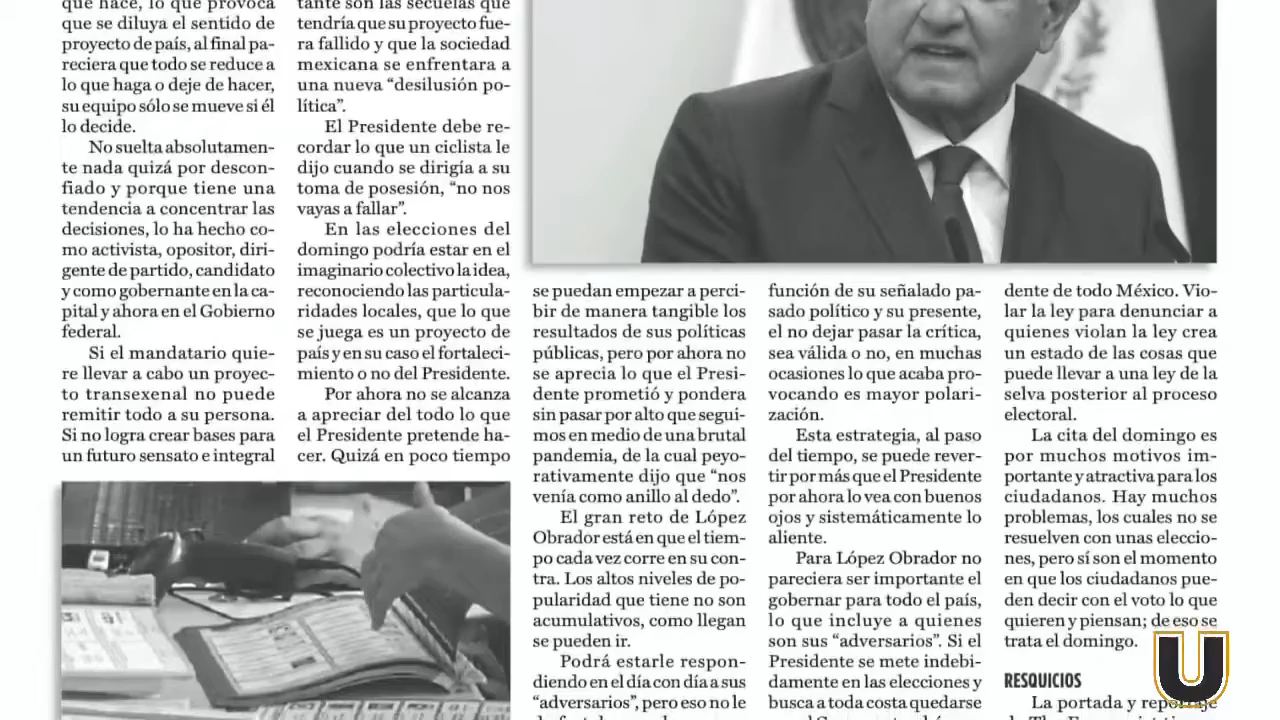 que hace, lo que provoca
que se diluya el sentido de
proyecto de país, al final pa-
reciera que todo se reduce a
lo que haga o deje de hacer,
su equipo sólo se mueve si él
lo decide.
No suelta absolutamen-
te nada quizá por descon-
fiado y porque tiene una
tendencia a concentrar las
decisiones, lo ha hecho co-
mo activista, opositor, diri-
gente de partido, candidato
y como gobernante en la ca-
pital y ahora en el Gobierno
federal.
Si el mandatario quie-
re llevar a cabo un proyec-
to transexenal no puede
remitir todo a su persona.
Si no logra crear bases para
un futuro sensato e integral
tante son las secuelas que
tendría que su proyecto fue-
ra fallido y que la sociedad
mexicana se enfrentara a
una nueva “desilusión po-
lítica”.
El Presidente debe re-
cordar lo que un ciclista le
dijo cuando se dirigía a su
toma de posesión, “no nos
vayas a fallar”.
En las elecciones del
domingo podría estar en el
imaginario colectivo la idea,
reconociendo las particula-
ridades locales, que lo que
se juega es un proyecto de
país y en su caso el fortaleci-
miento o no del Presidente.
Por ahora no se alcanza
a apreciar del todo lo que
el Presidente pretende ha-
cer. Quizá en poco tiempo
se puedan empezar a perci-
bir de manera tangible los
resultados de sus políticas
públicas, pero por ahora no
se aprecia lo que el Presi-
dente prometió y pondera
sin pasar por alto que segui-
mos en medio de una brutal
pandemia, de la cual peyo-
rativamente dijo que “nos
venía como anillo al dedo”.
El gran reto de López
Obrador está en que el tiem-
po cada vez corre en su con-
tra. Los altos niveles de po-
pularidad que tiene no son
acumulativos, como llegan
se pueden ir.
Podrá estarle respon-
diendo en el día con día a sus
“adversarios”, pero eso no le
función de su señalado pa-
sado político y su presente,
el no dejar pasar la crítica,
sea válida o no, en muchas
ocasiones lo que acaba pro-
vocando es mayor polari-
zación.
Esta estrategia, al paso
del tiempo, se puede rever-
tir por más que el Presidente
por ahora lo vea con buenos
ojos y sistemáticamente lo
aliente.
Para López Obrador no
pareciera ser importante el
gobernar para todo el país,
lo que incluye a quienes
son sus “adversarios”. Si el
Presidente se mete indebi-
damente en las elecciones y
busca a toda costa quedarse
dente de todo México. Vio-
lar la ley para denunciar a
quienes violan la ley crea
un estado de las cosas que
puede llevar a una ley de la
selva posterior al proceso
electoral.
La cita del domingo es
por muchos motivos im-
portante y atractiva para los
ciudadanos. Hay muchos
problemas, los cuales no se
resuelven con unas eleccio-
nes, pero sí son el momento
en que los ciudadanos pue-
den decir con el voto lo que
quieren y piensan; de eso se
trata el domingo.
RESQUICIOS
La portada y reportaje
U